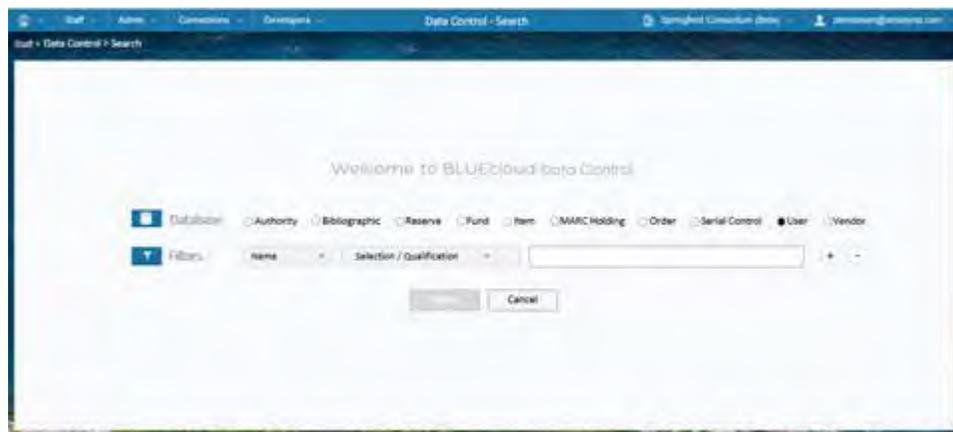 Staff Admin Connections Developers Data Control - Search Springfield Consortium Library
Staff > Data Control > Search
Welcome to BLUEcloud Data Control
Database Authority Bibliographic Reserve Fund Item MARC Holding Order Serial Control User Vendor
Filters Name Selection / Qualification + -
Cancel